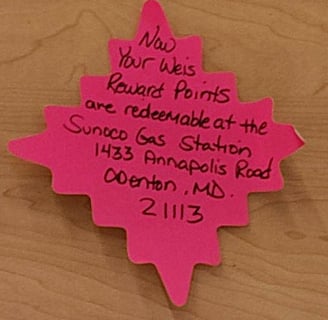 Now
Your Weis
Reward Points
are redeemable at the
Sunoco Gas Station
1433 Annapolis Road
Odenton, MD.
21113